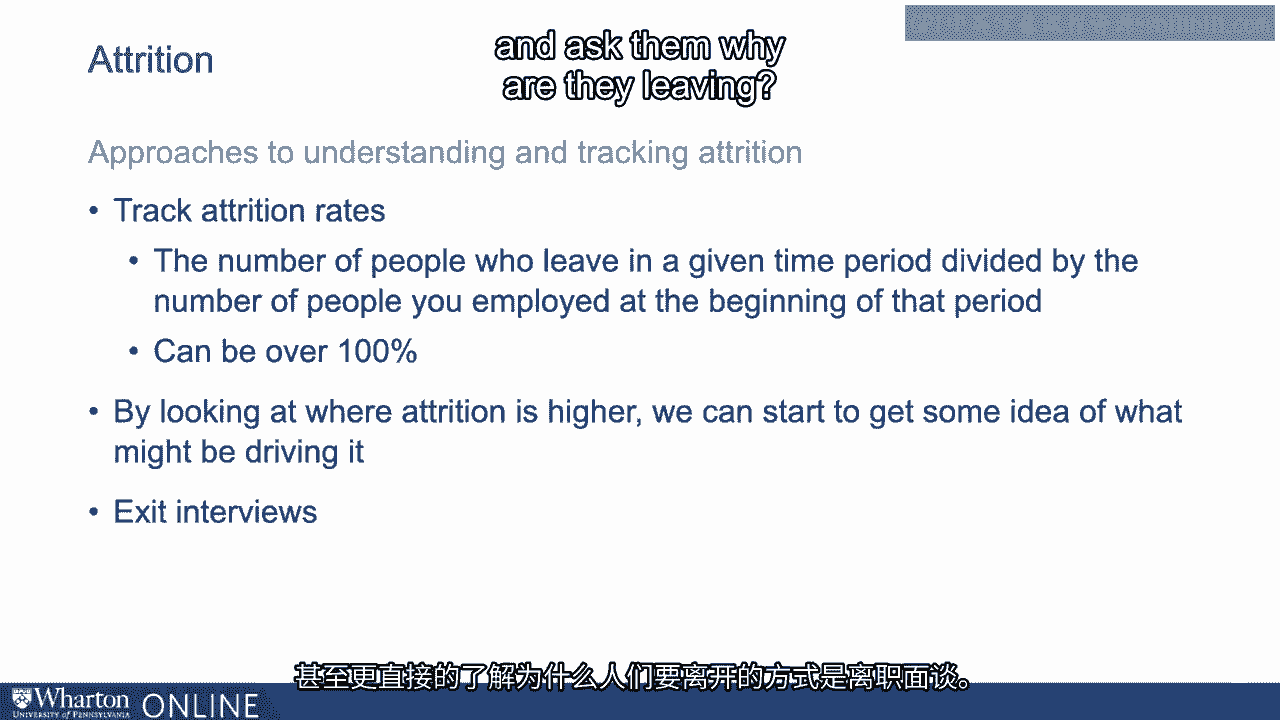 and ask them why
are they leaving?
Attrition
Approaches to understanding and tracking attrition
• Track attrition rates
• The number of people who leave in a given time period divided by the
number of people you employed at the beginning of that period
• Can be over 100%
• By looking at where attrition is higher, we can start to get some idea of what
might be driving it
• Exit interviews
甚至更直接的了解为什么人们要离开的方式是离职面谈。
Wharton
UNIVERSITY of PENNSYLVANIA
ONLINE